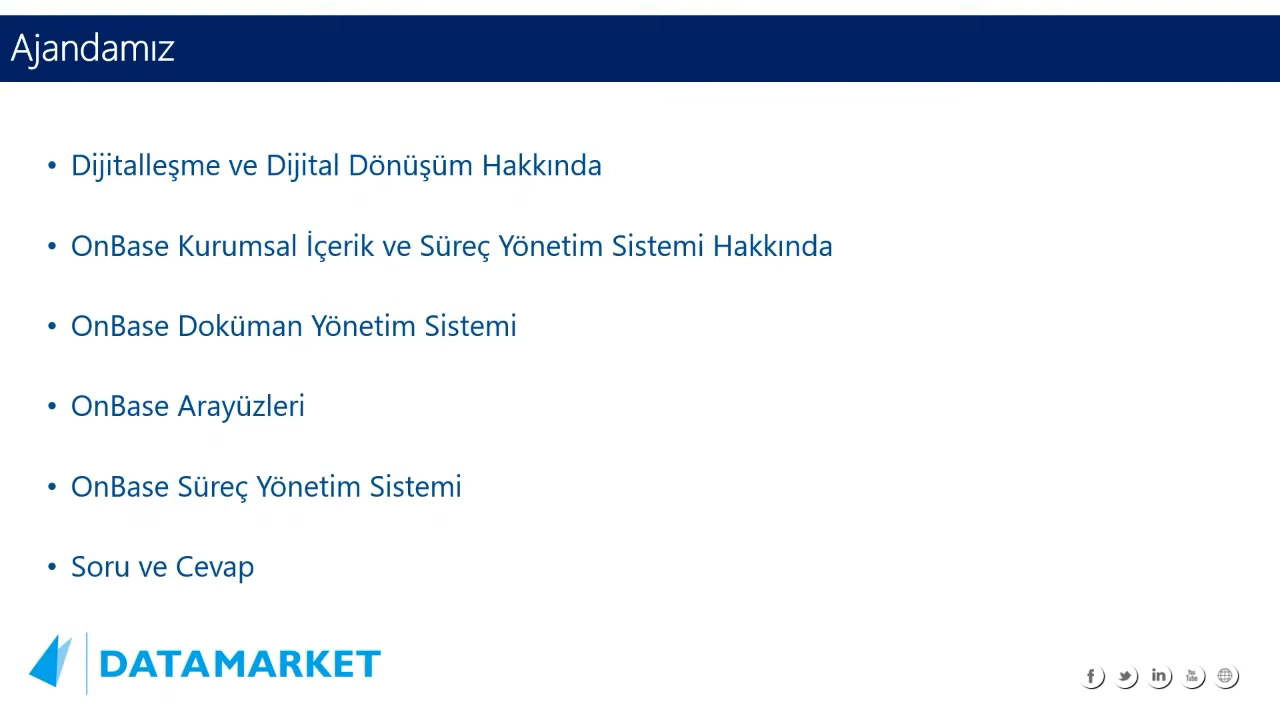 Ajandamız
• Dijitalleşme ve Dijital Dönüşüm Hakkında
• OnBase Kurumsal İçerik ve Süreç Yönetim Sistemi Hakkında
• OnBase Doküman Yönetim Sistemi
• OnBase Arayüzleri
• OnBase Süreç Yönetim Sistemi
• Soru ve Cevap
DATAMARKET